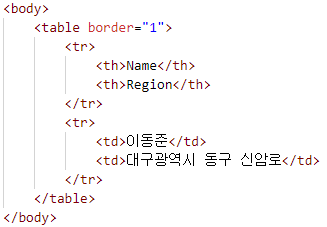 <body>
<table border="1">
<tr>
<th>Name</th>
<th>Region</th>
</tr>
<tr>
<td>이동준</td>
<td>대구광역시 동구 신암로</td>
</tr>
</table>
</body>